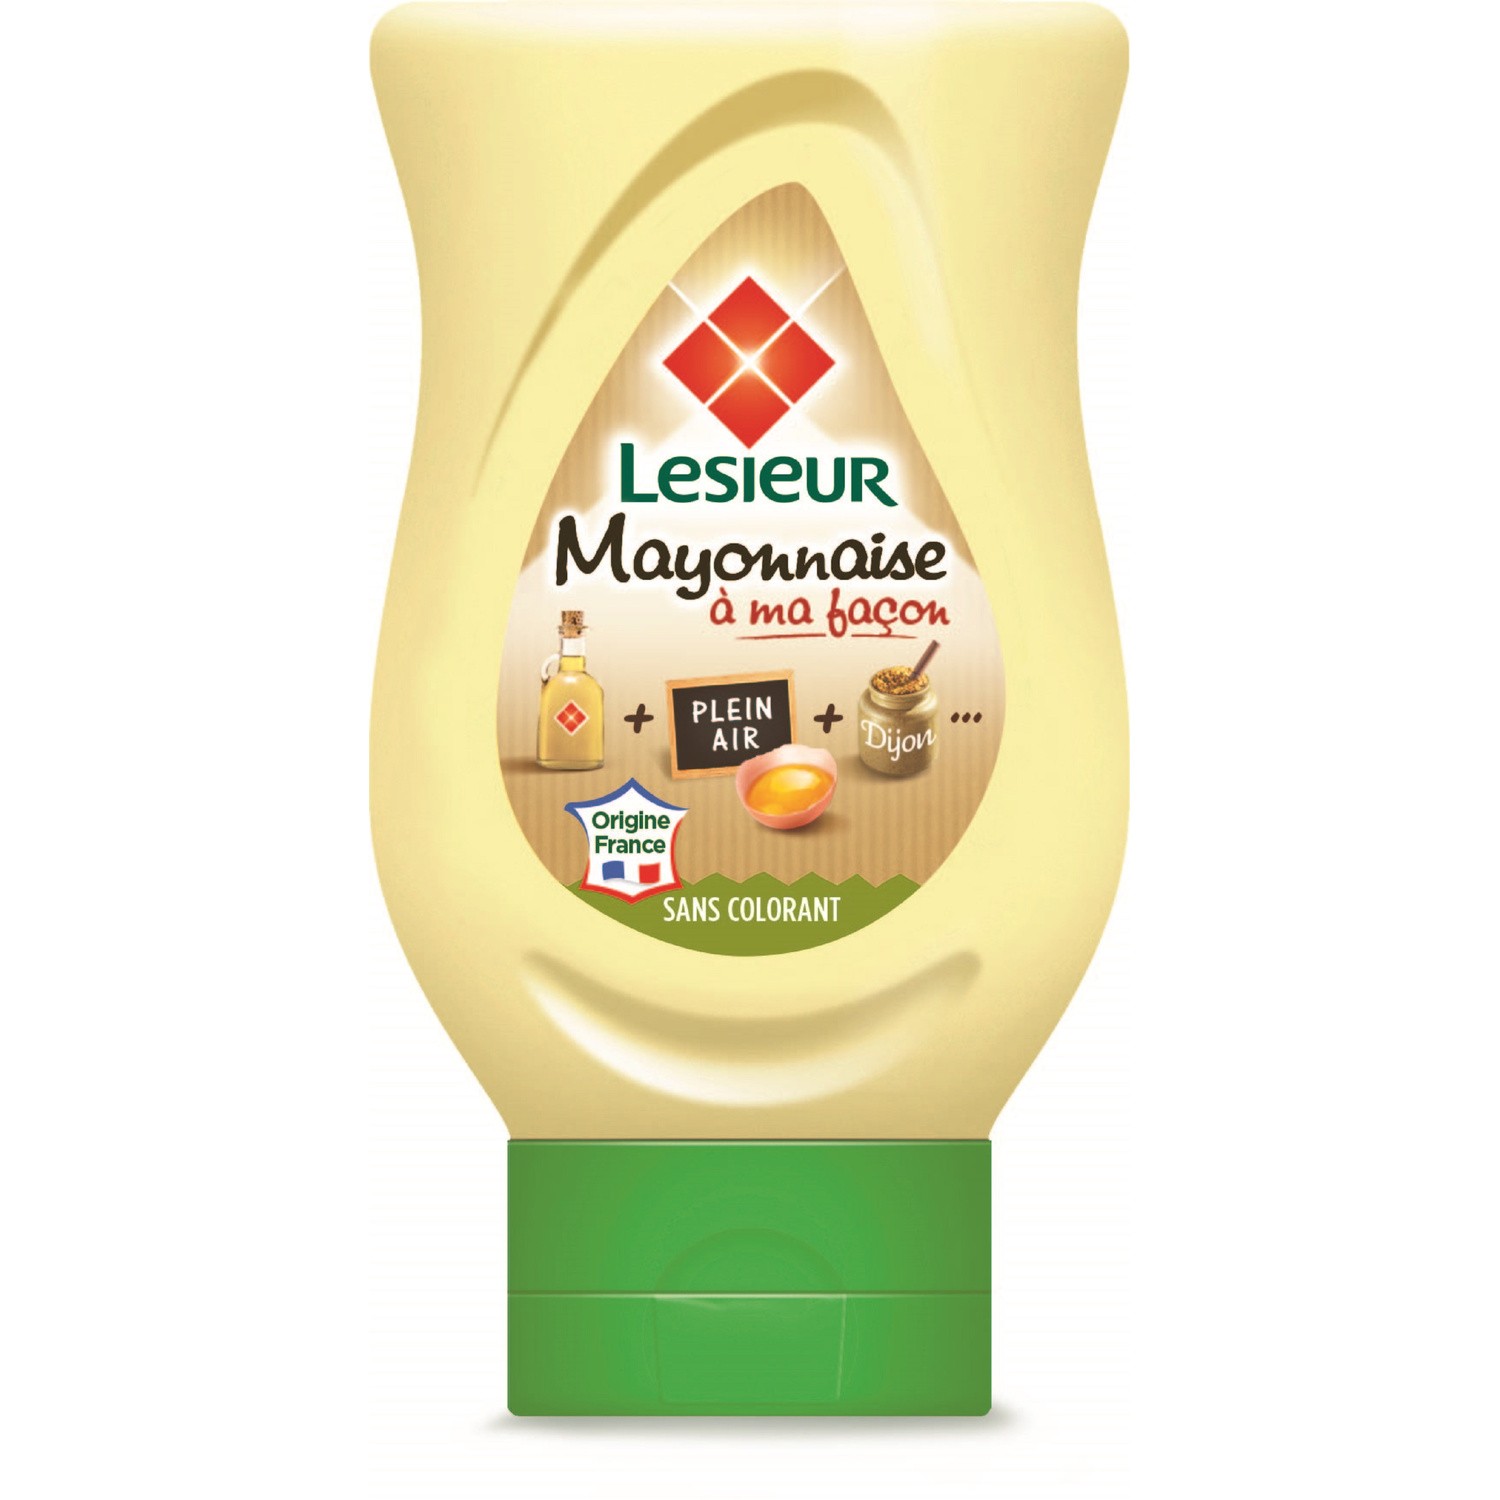 Lesieur
Mayonnaise
à ma façon
PLEIN
AIR
Dijon
+
+
...
Origine
France
SANS COLORANT